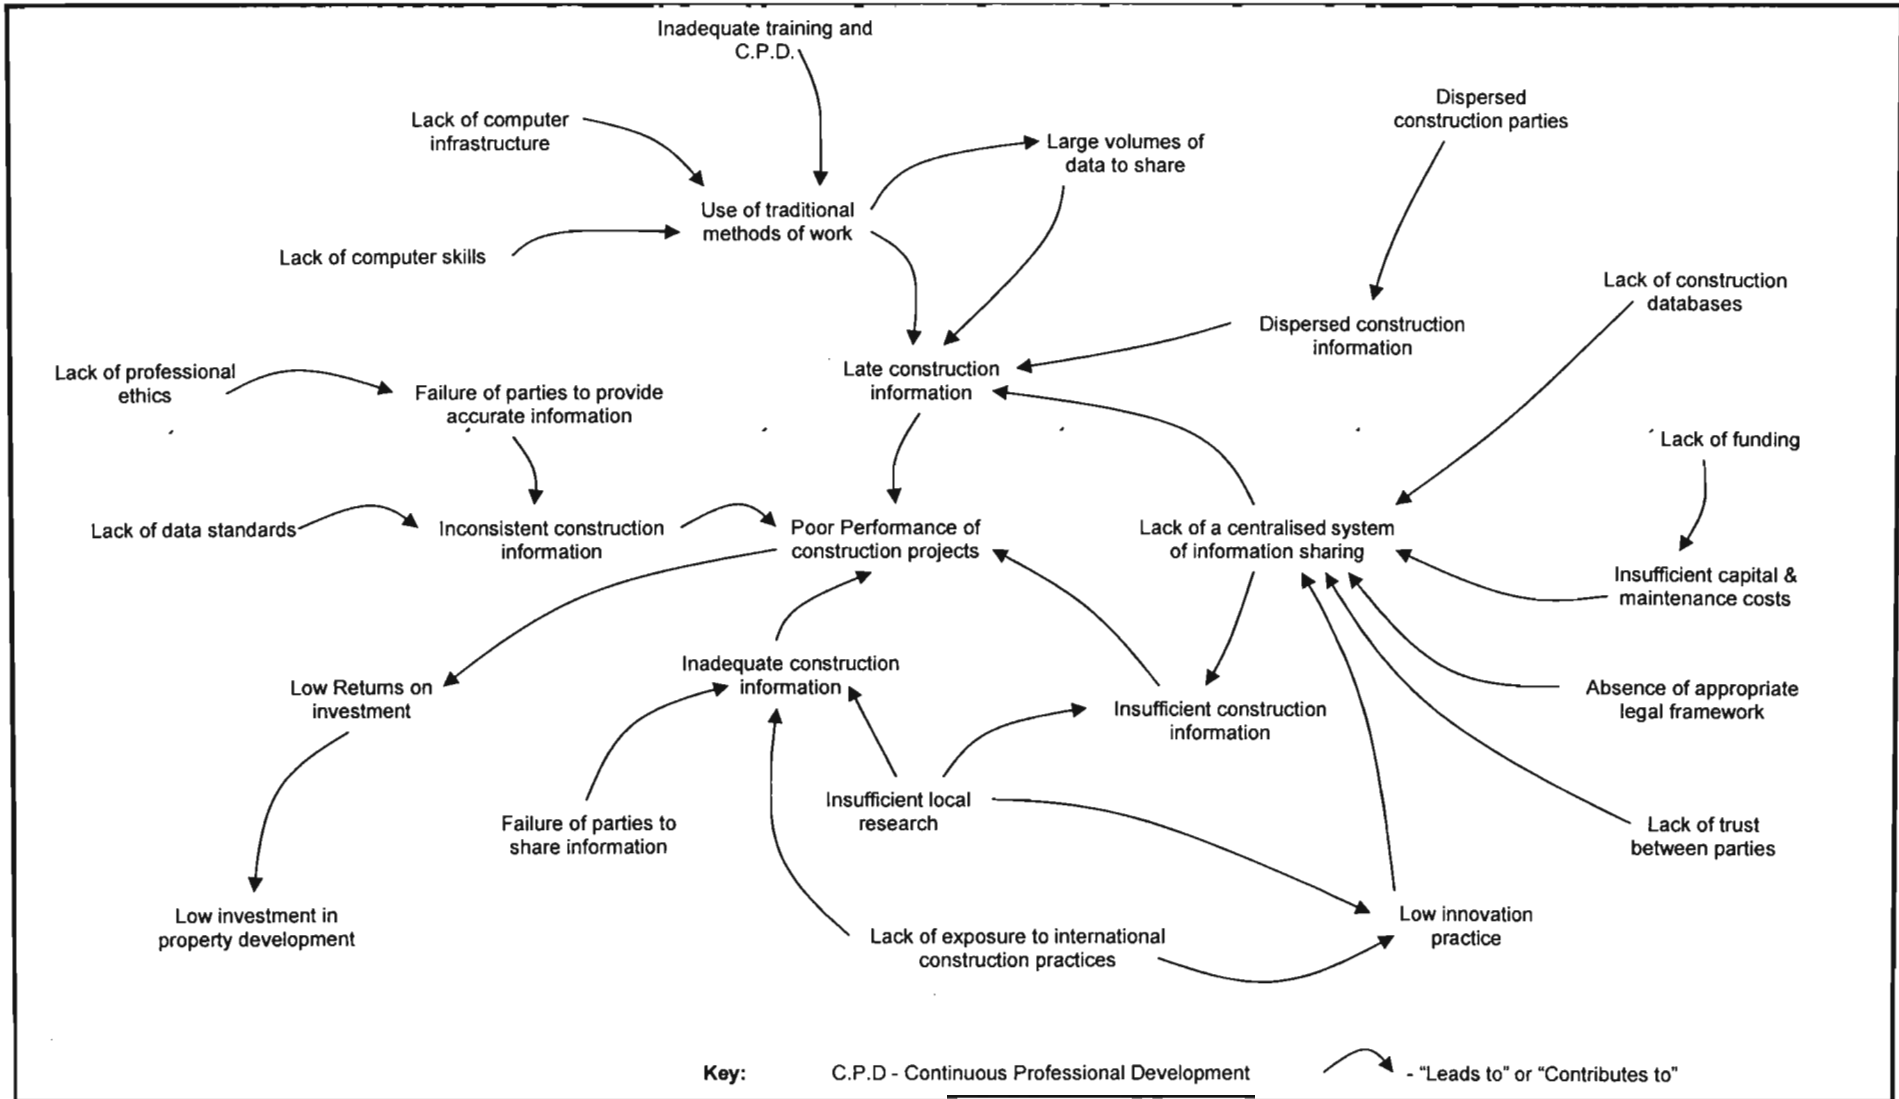 Inadequate training and
C.P.D.
Lack of computer
infrastructure
Large volumes of
data to share
Dispersed
construction parties
Use of traditional
methods of work
Lack of computer skills
Lack of construction
databases
Dispersed construction
information
Lack of professional
ethics
Failure of parties to provide
accurate information
Late construction
information
Lack of funding
Lack of data standards
Inconsistent construction
information
Poor Performance of
construction projects
Lack of a centralised system
of information sharing
Insufficient capital &
maintenance costs
Low Returns on
investment
Inadequate construction
information
Insufficient construction
information
Absence of appropriate
legal framework
Failure of parties to
share information
Insufficient local
research
Lack of trust
between parties
Low investment in
property development
Lack of exposure to international
construction practices
Low innovation
practice
Key: C.P.D - Continuous Professional Development - “Leads to” or “Contributes to”